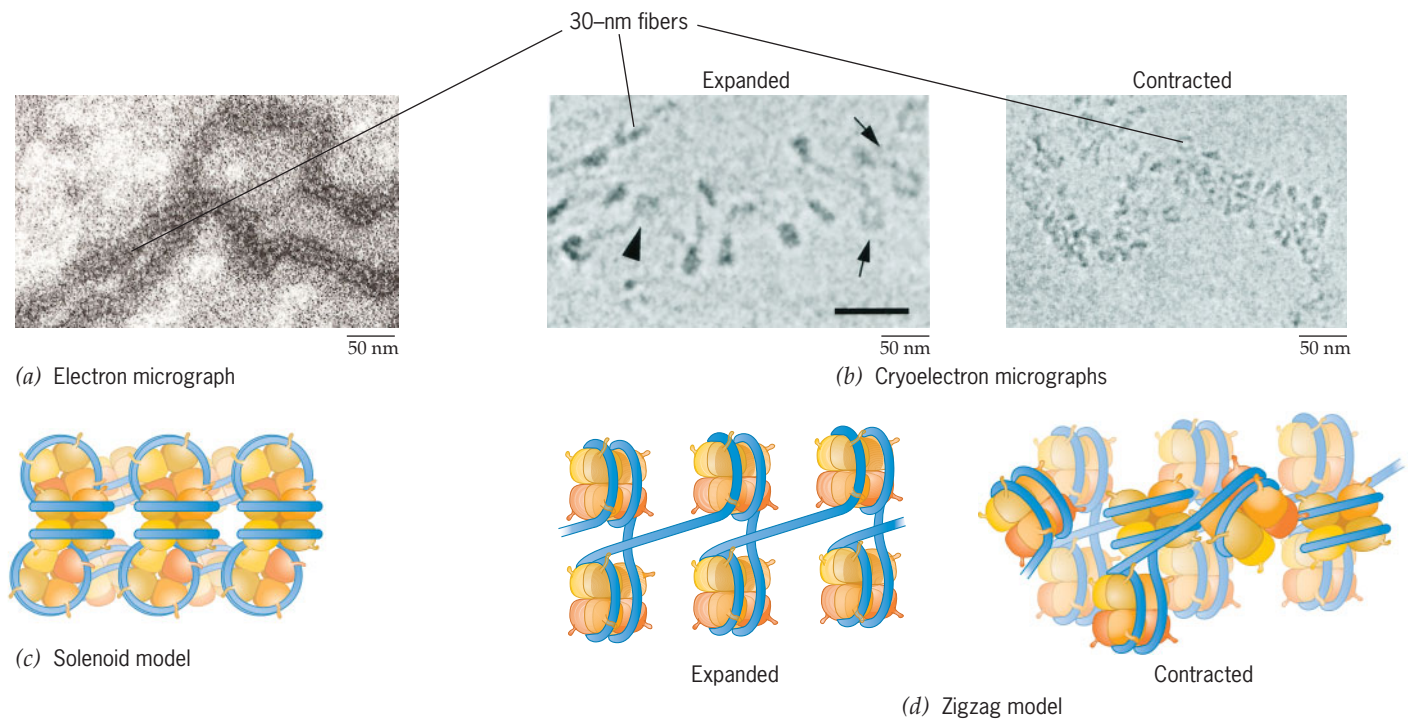 30–nm fibers
Expanded
Contracted
50 nm
50 nm
50 nm
(a) Electron micrograph
(b) Cryoelectron micrographs
(c) Solenoid model
Expanded
Contracted
(d) Zigzag model